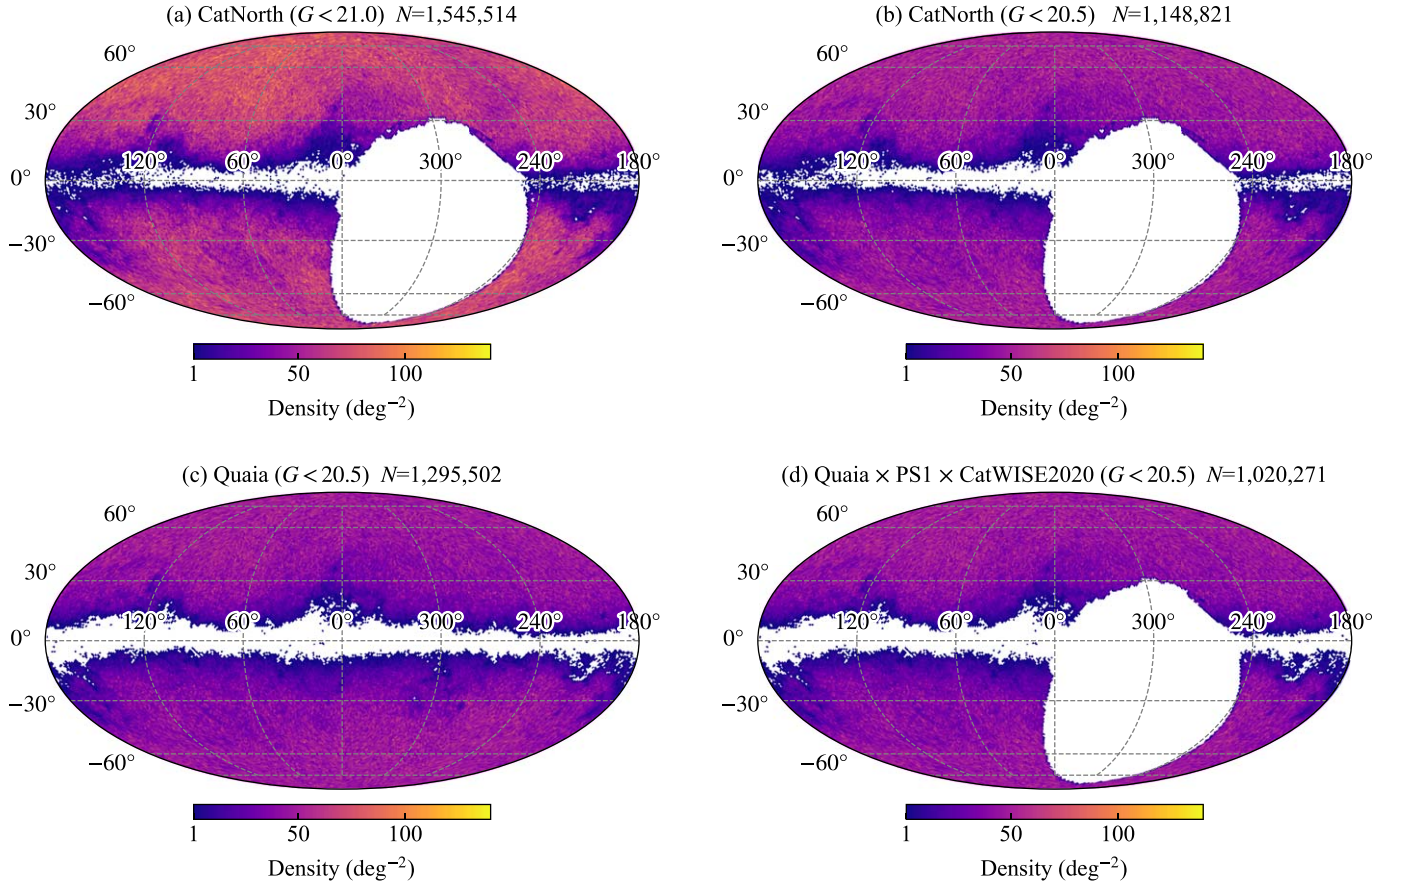 (a) CatNorth (G < 21.0) N=1,545,514
60°
30°
120° 60° 0° 300° 240° 180°
0°
−30°
−60°
1 50 100
Density (deg⁻²)
(b) CatNorth (G < 20.5) N=1,148,821
60°
30°
120° 60° 0° 300° 240° 180°
0°
−30°
−60°
1 50 100
Density (deg⁻²)
(c) Quaia (G < 20.5) N=1,295,502
60°
30°
120° 60° 0° 300° 240° 180°
0°
−30°
−60°
1 50 100
Density (deg⁻²)
(d) Quaia × PS1 × CatWISE2020 (G < 20.5) N=1,020,271
60°
30°
120° 60° 0° 300° 240° 180°
0°
−30°
−60°
1 50 100
Density (deg⁻²)